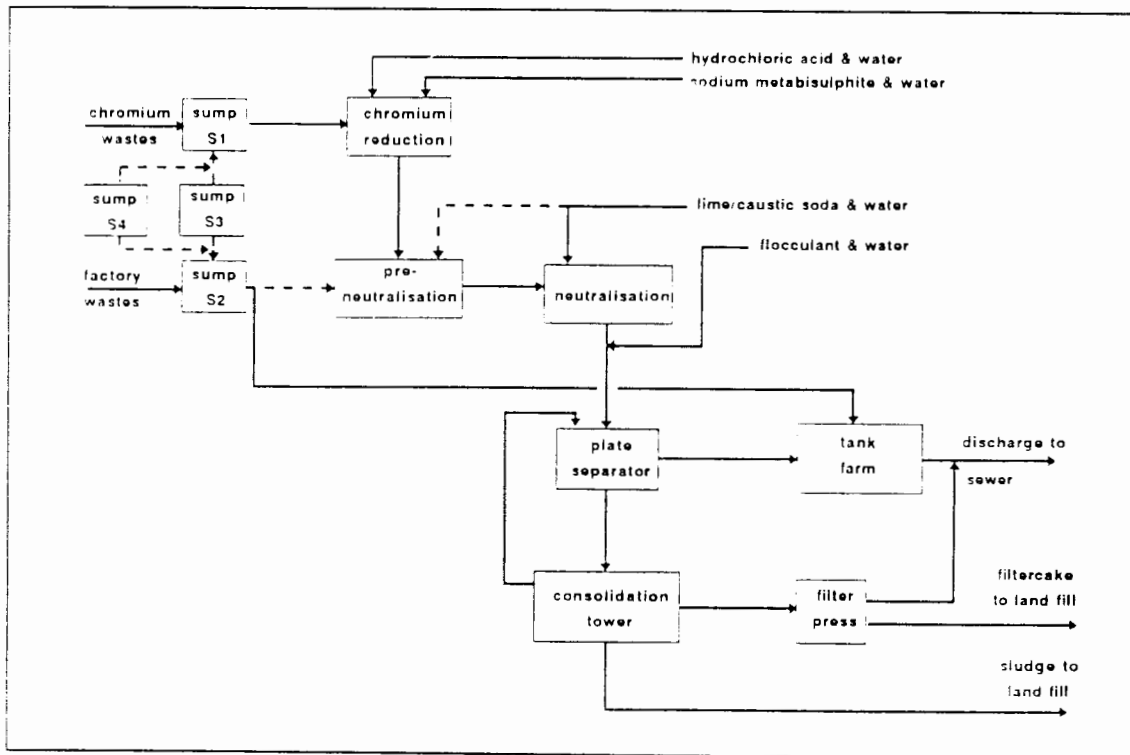 hydrochloric acid & water
sodium metabisulphite & water
chromium
wastes
sump
S1
chromium
reduction
sump
S4
sump
S3
lime/caustic soda & water
flocculant & water
factory
wastes
sump
S2
pre-
neutralisation
neutralisation
plate
separator
tank
farm
discharge to
sewer
consolidation
tower
filter
press
filtercake
to land fill
sludge to
land fill